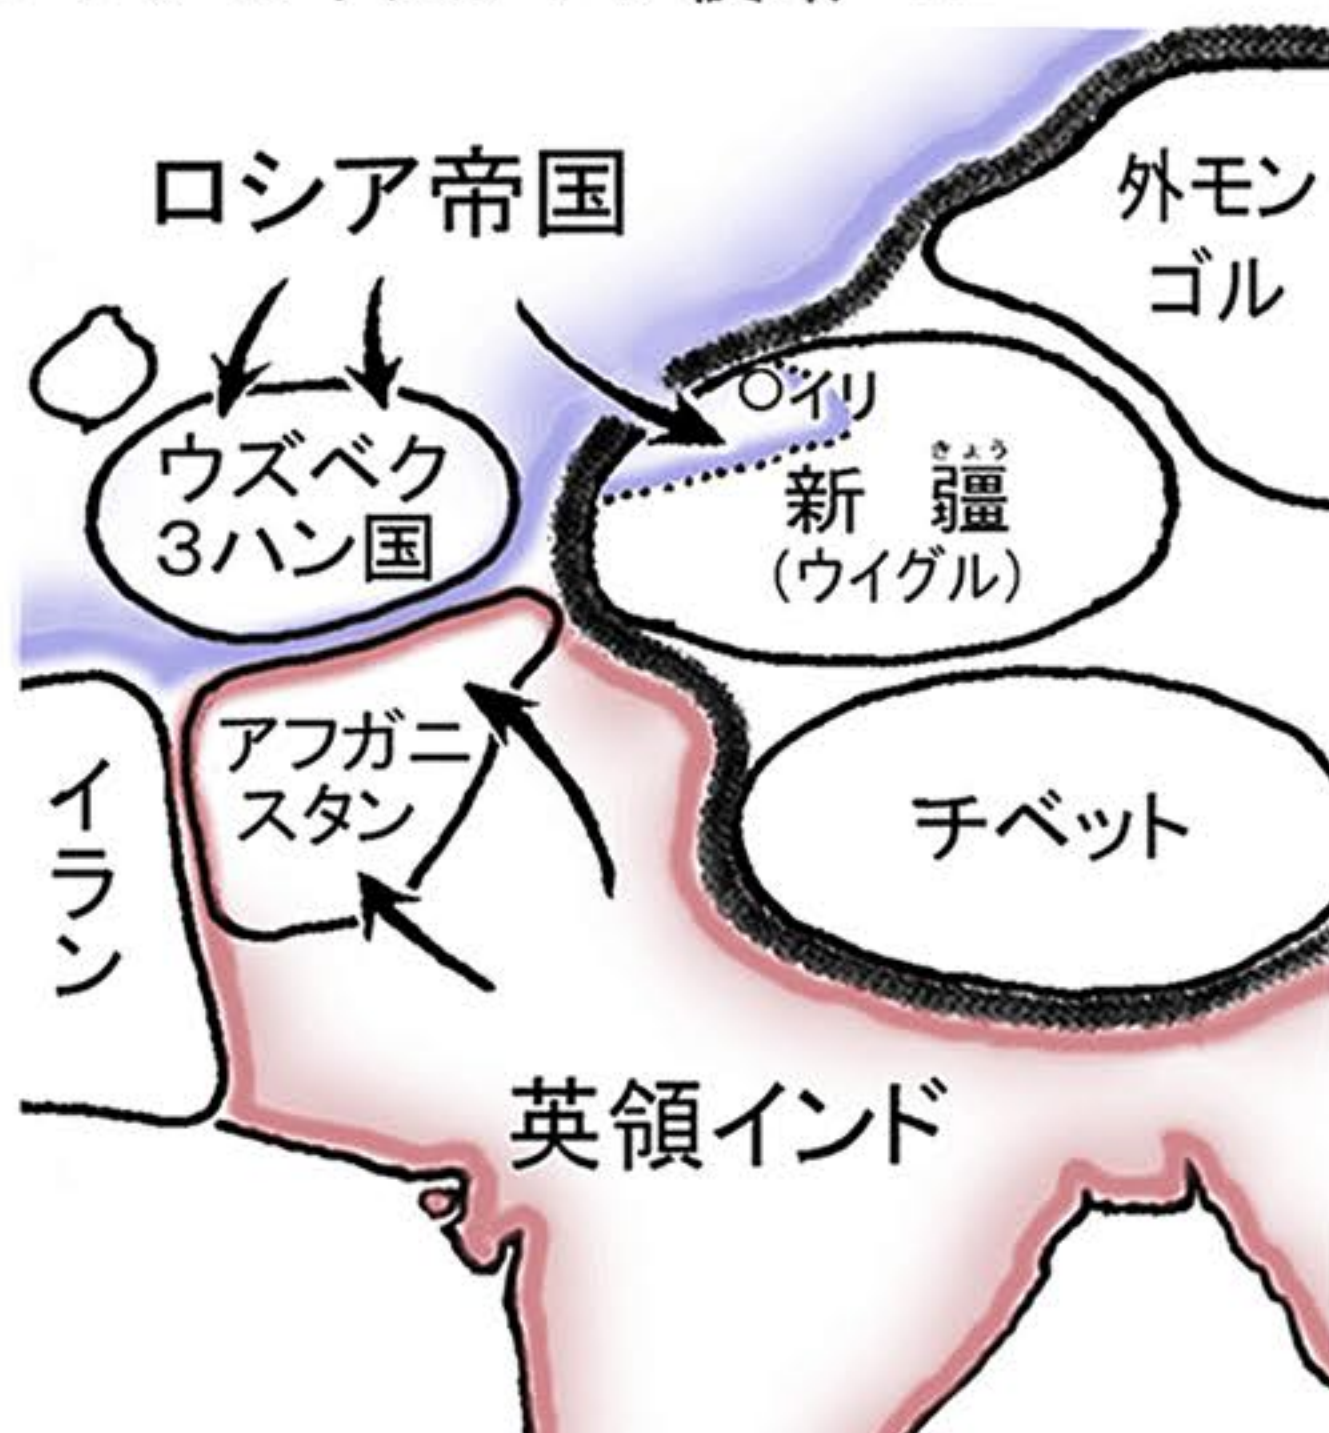 ロシア帝国
外モン
ゴル
○イリ
ウズベク
3ハン国
きょう
新疆
(ウイグル)
アフガニ
スタン
イラン
チベット
英領インド